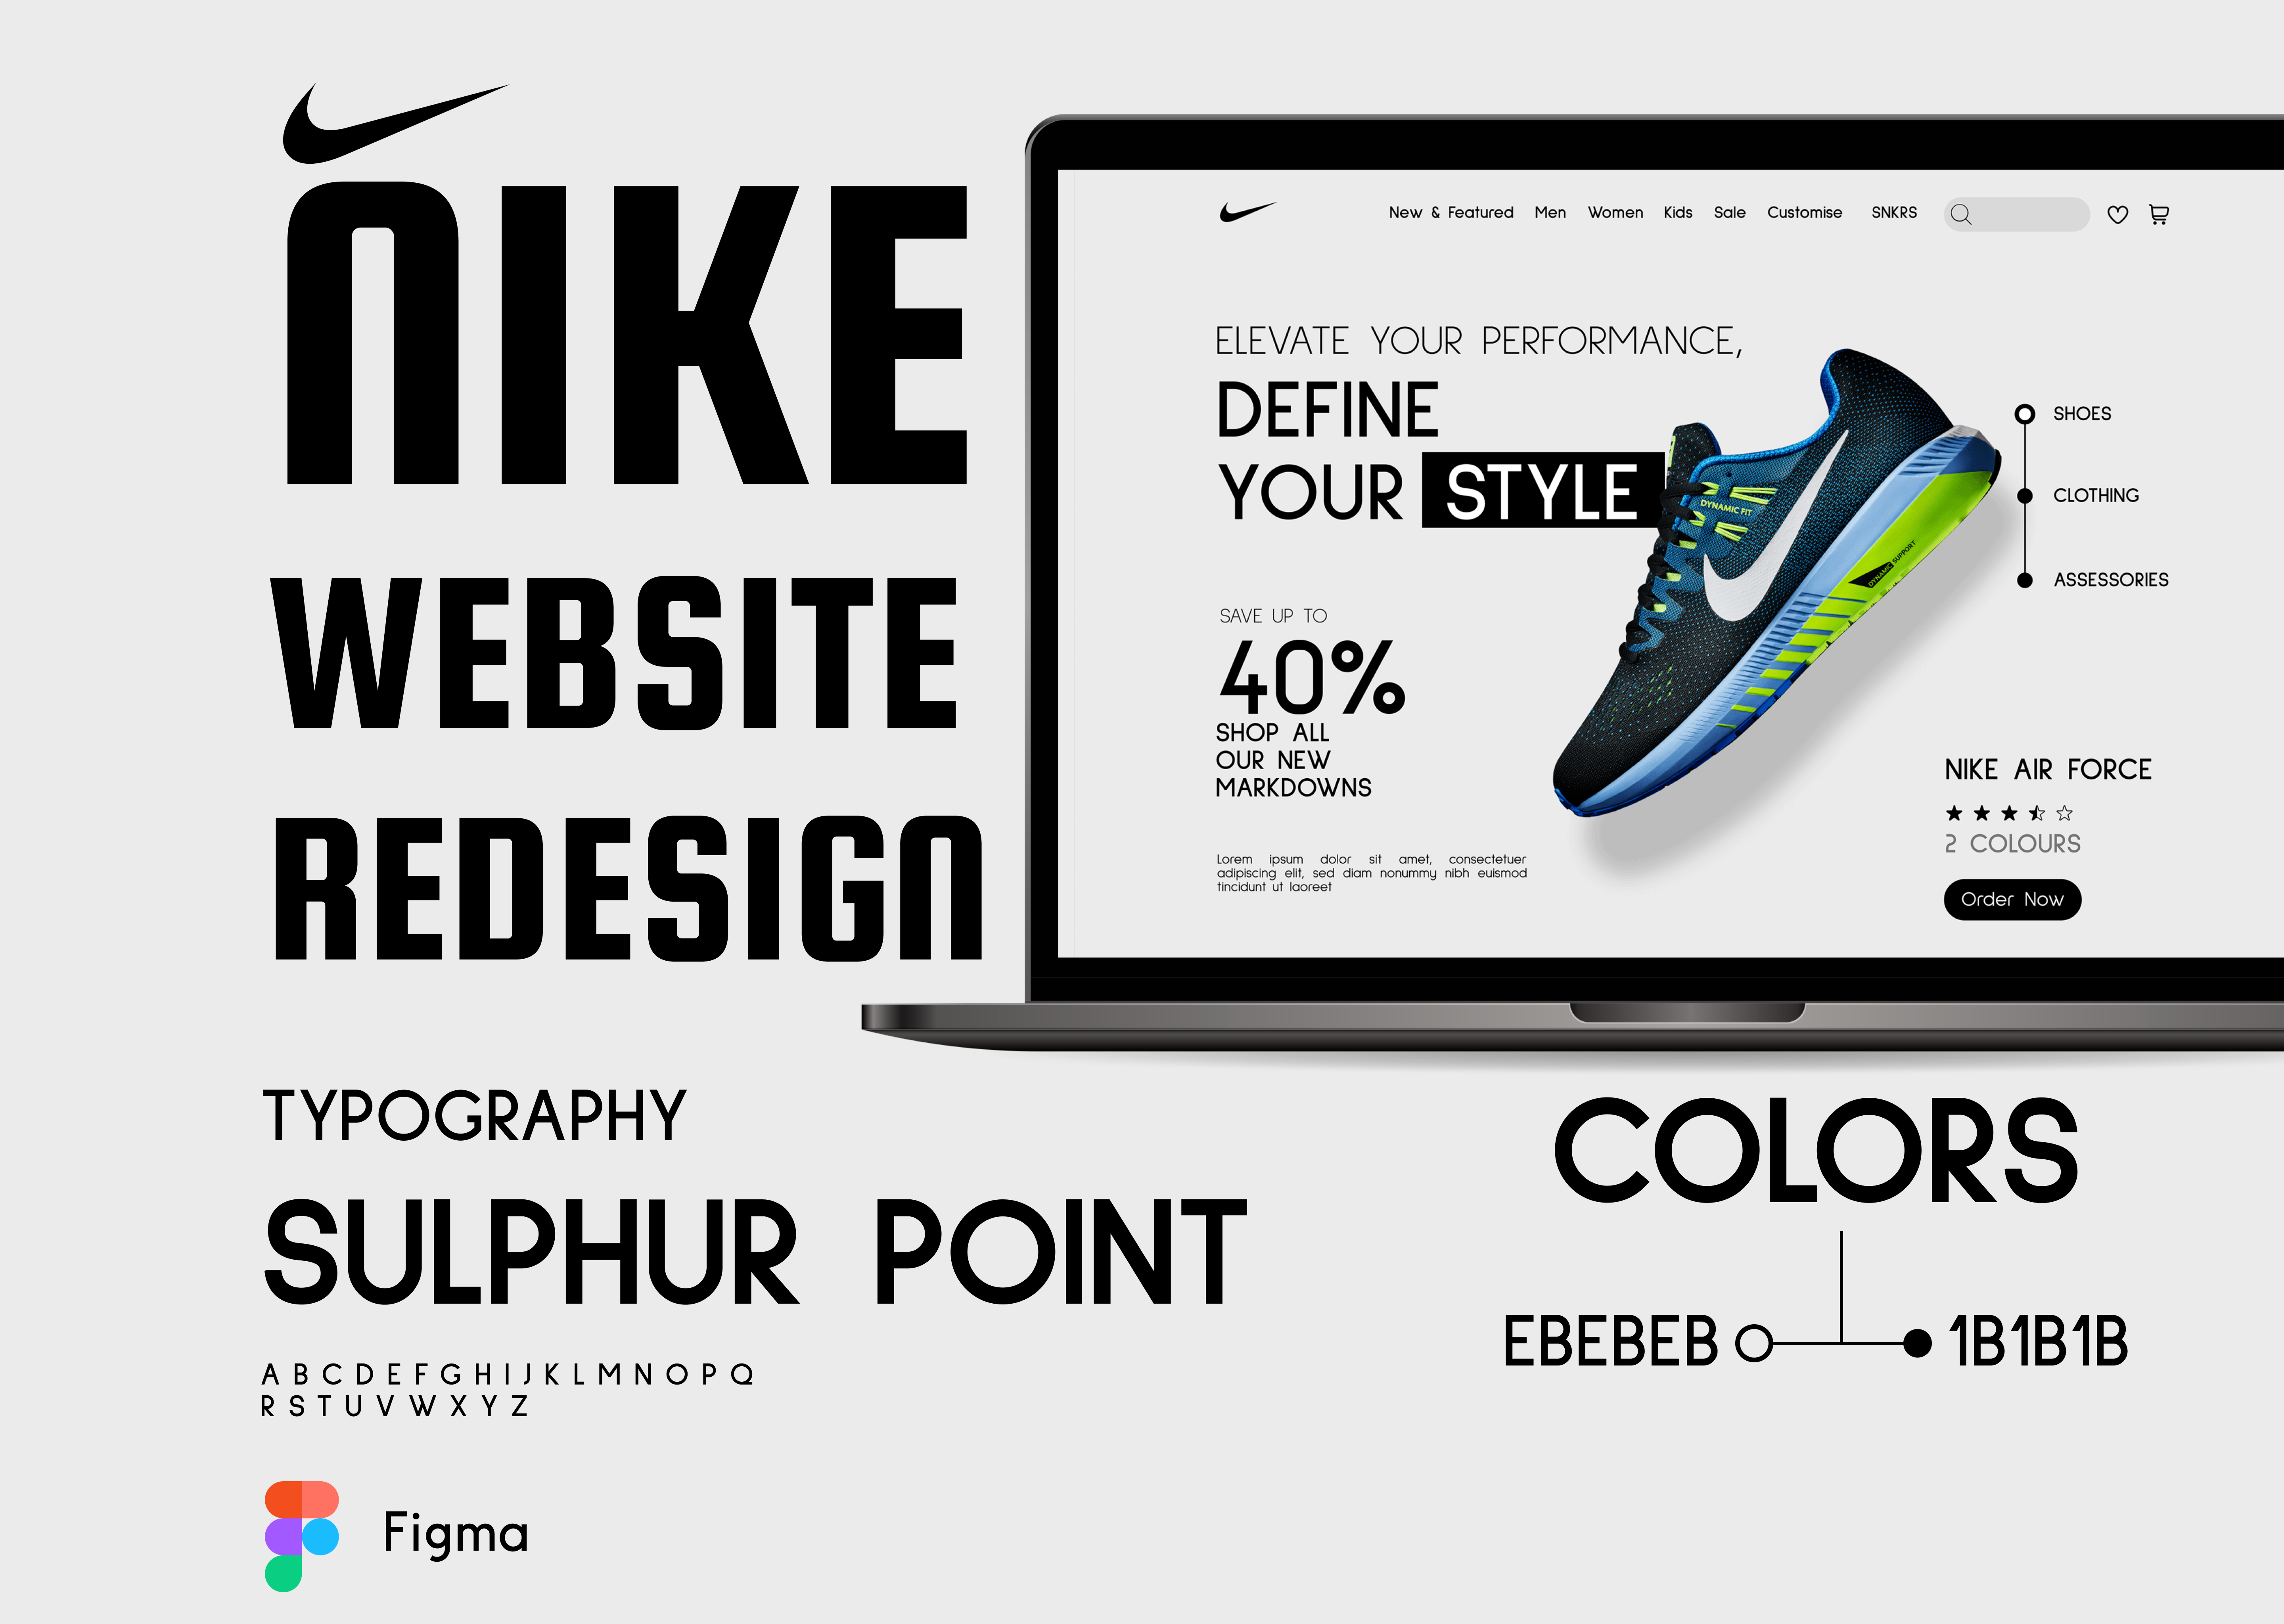 NIKE
WEBSITE
REDESIGN
New & Featured Men Women Kids Sale Customise SNKRS
ELEVATE YOUR PERFORMANCE,
DEFINE
YOUR STYLE
DYNAMIC FIT
DYNAMIC SUPPORT
SHOES
CLOTHING
ASSESSORIES
SAVE UP TO
40%
SHOP ALL
OUR NEW
MARKDOWNS
Lorem ipsum dolor sit amet, consectetuer
adipiscing elit, sed diam nonummy nibh euismod
tincidunt ut laoreet
NIKE AIR FORCE
2 COLOURS
Order Now
TYPOGRAPHY
SULPHUR POINT
A B C D E F G H I J K L M N O P Q
R S T U V W X Y Z
Figma
COLORS
EBEBEB 1B1B1B